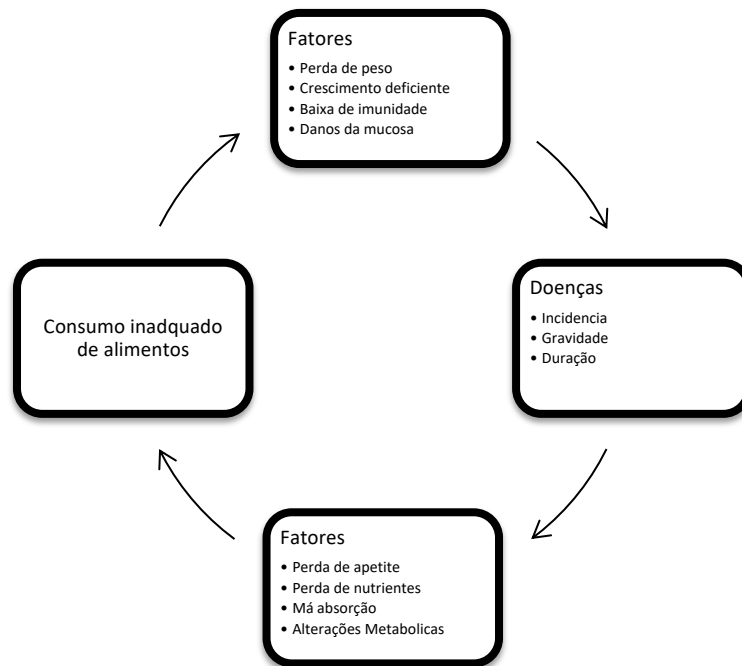 Fatores
• Perda de peso
• Crescimento deficiente
• Baixa de imunidade
• Danos da mucosa
Doenças
• Incidencia
• Gravidade
• Duração
Fatores
• Perda de apetite
• Perda de nutrientes
• Má absorção
• Alterações Metabolicas
Consumo inadquado
de alimentos